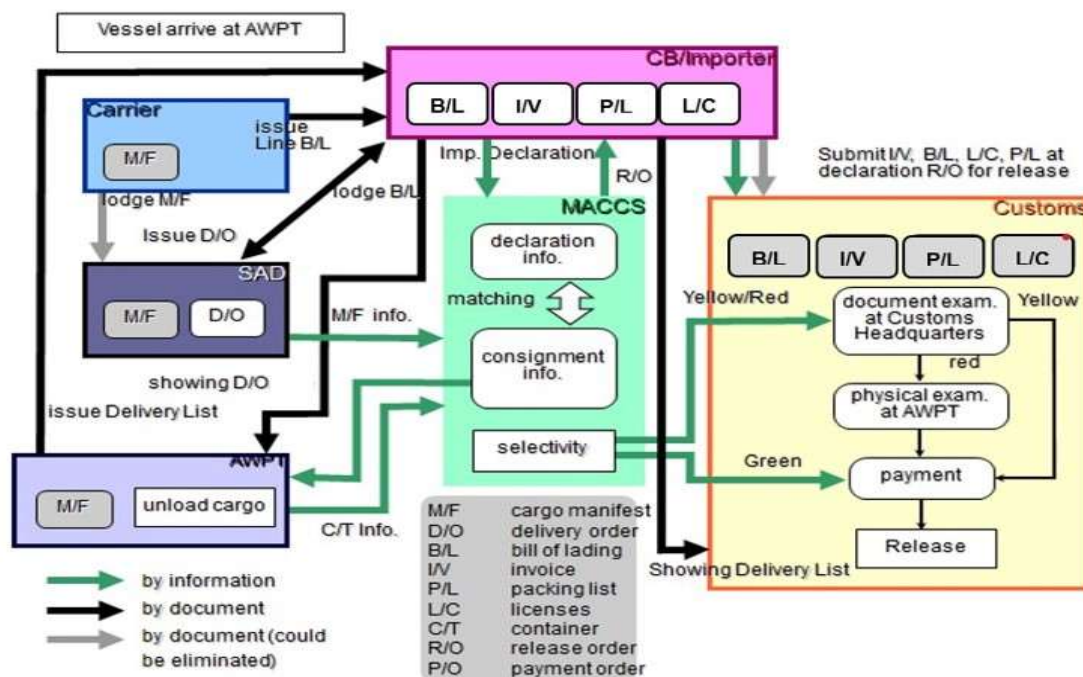 Vessel arrive at AWPT
CB/Importer
B/L
I/V
P/L
L/C
Carrier
M/F
issue
Line B/L
lodge M/F
lodge B/L
Issue D/O
Imp. Declaration
R/O
Submit I/V, B/L, L/C, P/L at
declaration R/O for release
SAD
M/F
D/O
M/F info.
showing D/O
issue Delivery List
MACCS
declaration
info.
matching
consignment
info.
selectivity
Customs
B/L
I/V
P/L
L/C
Yellow/Red
document exam.
at Customs
Headquarters
Yellow
red
physical exam.
at AWPT
Green
payment
Release
AWPT
M/F
unload cargo
C/T Info.
Showing Delivery List
M/F cargo manifest
D/O delivery order
B/L bill of lading
I/V invoice
P/L packing list
L/C licenses
C/T container
R/O release order
P/O payment order
by information
by document
by document (could
be eliminated)